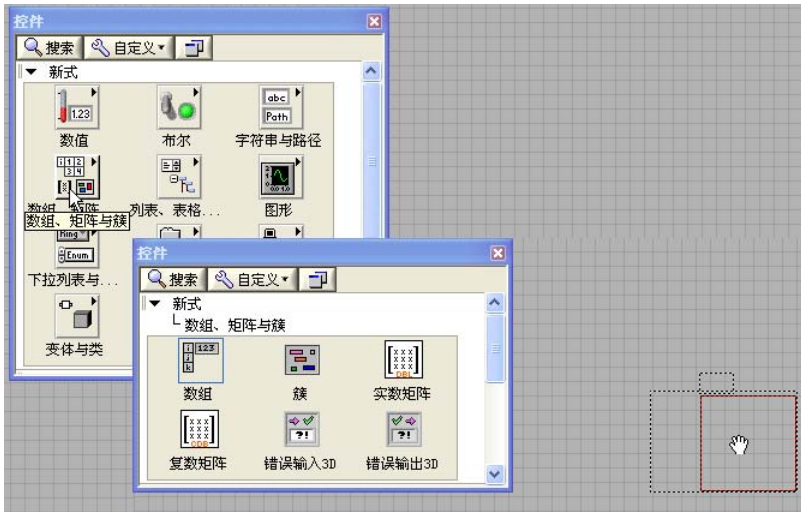 控件
搜索 自定义
新式
1.23
abc
Path
数值 布尔 字符串与路径
列表、表格...
图形
数组、矩阵与簇
Ring
Enum
下拉列表与...
变体与类
控件
搜索 自定义
新式
数组、矩阵与簇
123
DBL
数组 簇 实数矩阵
CDB
?!
?!
复数矩阵 错误输入3D 错误输出3D